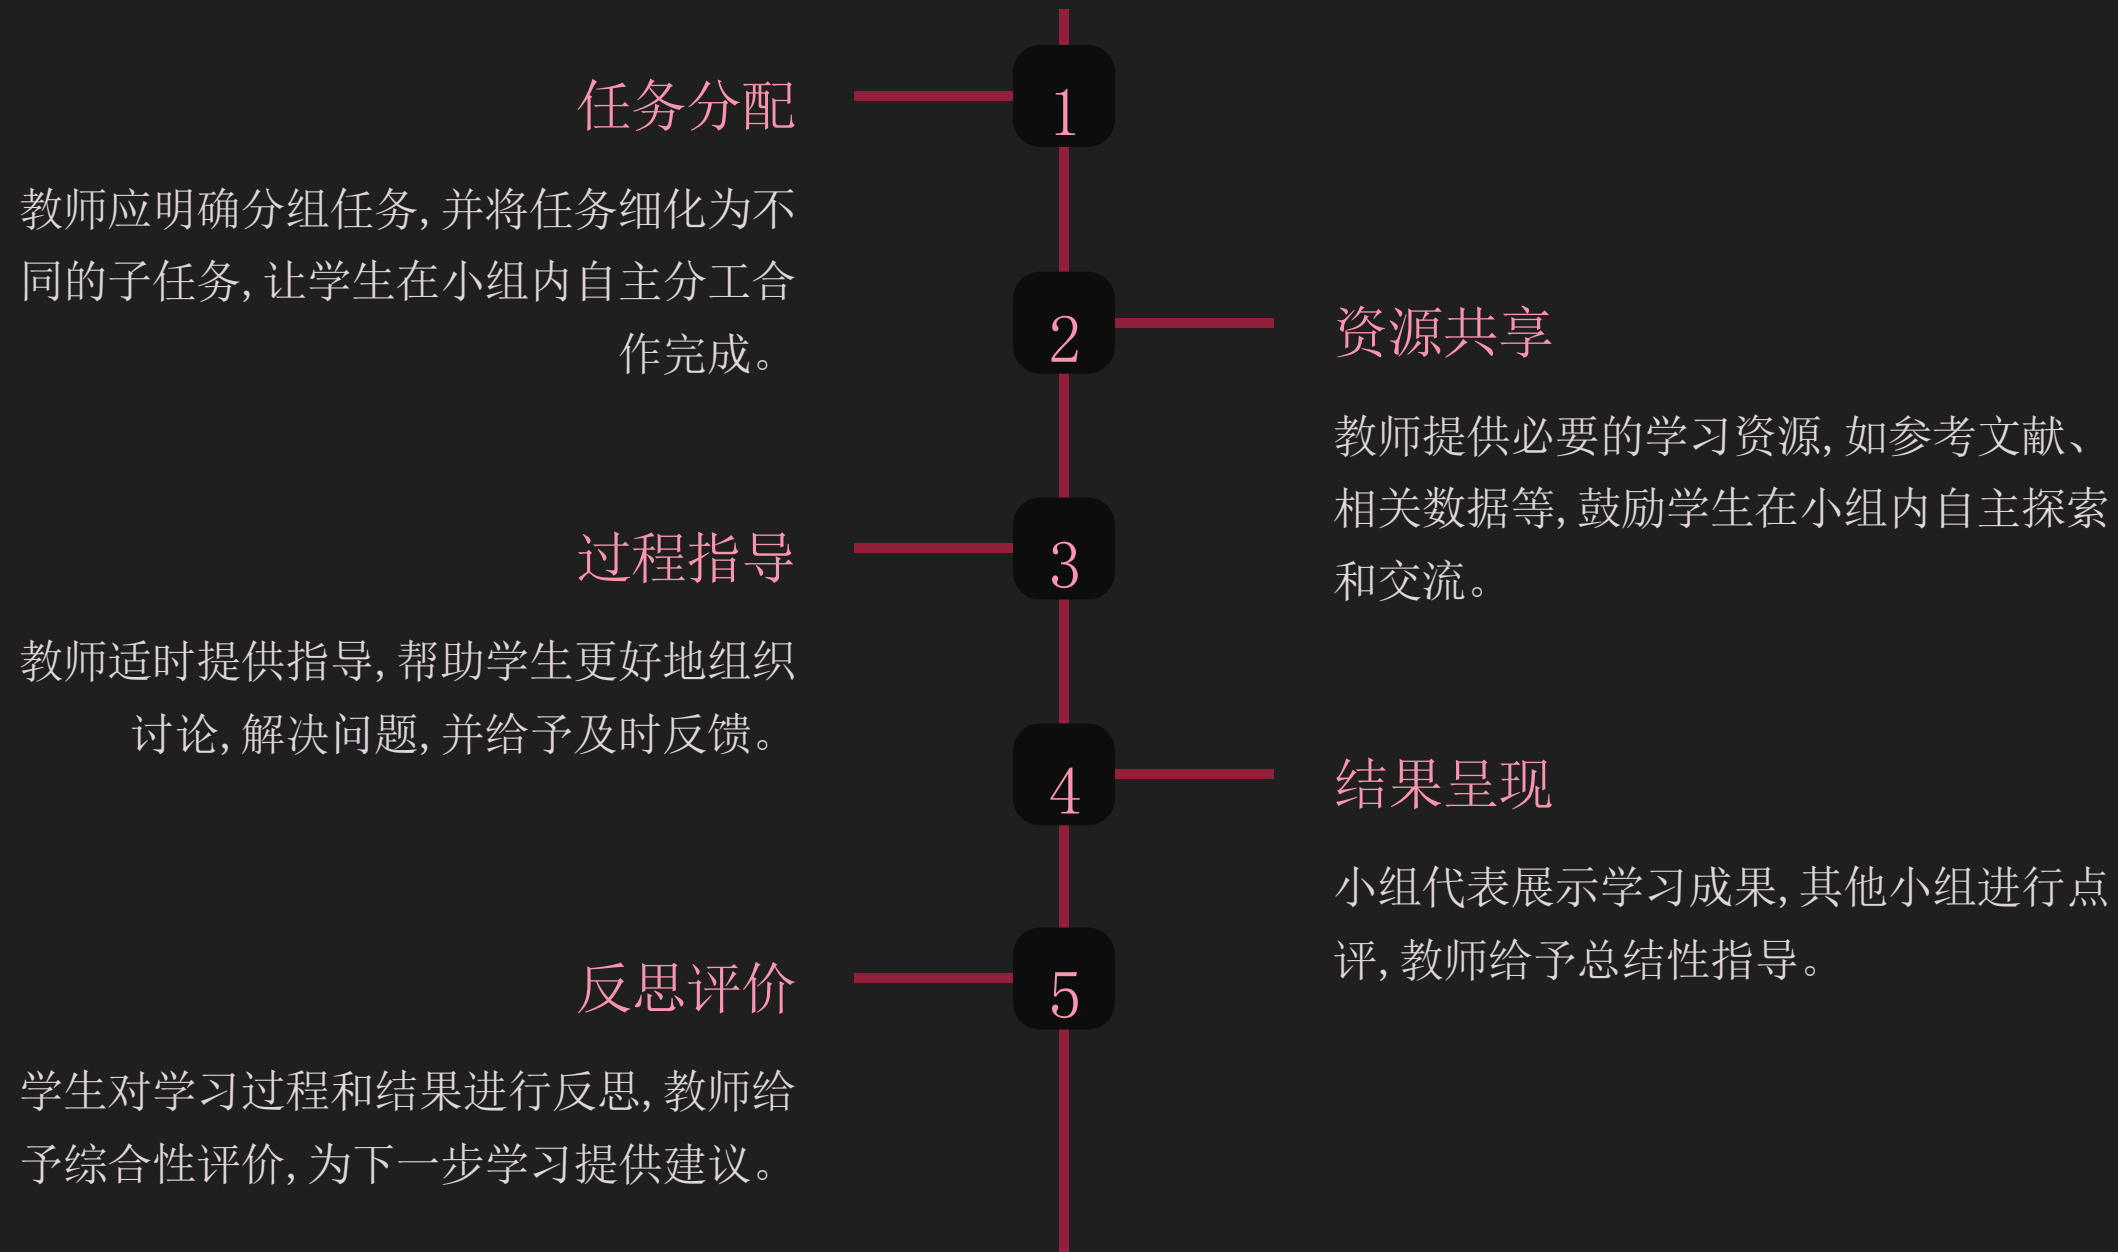 1
任务分配
教师应明确分组任务,并将任务细化为不
同的子任务,让学生在小组内自主分工合
作完成。
2
资源共享
教师提供必要的学习资源,如参考文献、
相关数据等,鼓励学生在小组内自主探索
和交流。
3
过程指导
教师适时提供指导,帮助学生更好地组织
讨论,解决问题,并给予及时反馈。
4
结果呈现
小组代表展示学习成果,其他小组进行点
评,教师给予总结性指导。
5
反思评价
学生对学习过程和结果进行反思,教师给
予综合性评价,为下一步学习提供建议。